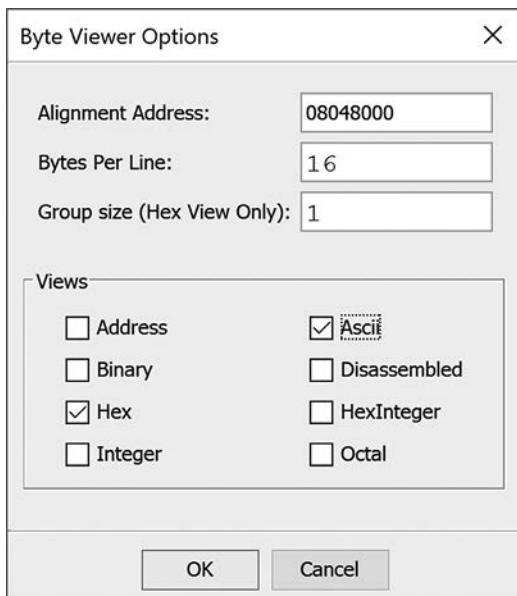 Byte Viewer Options
Alignment Address: 08048000
Bytes Per Line: 16
Group size (Hex View Only): 1
Views
Address Ascii
Binary Disassembled
Hex HexInteger
Integer Octal
OK Cancel